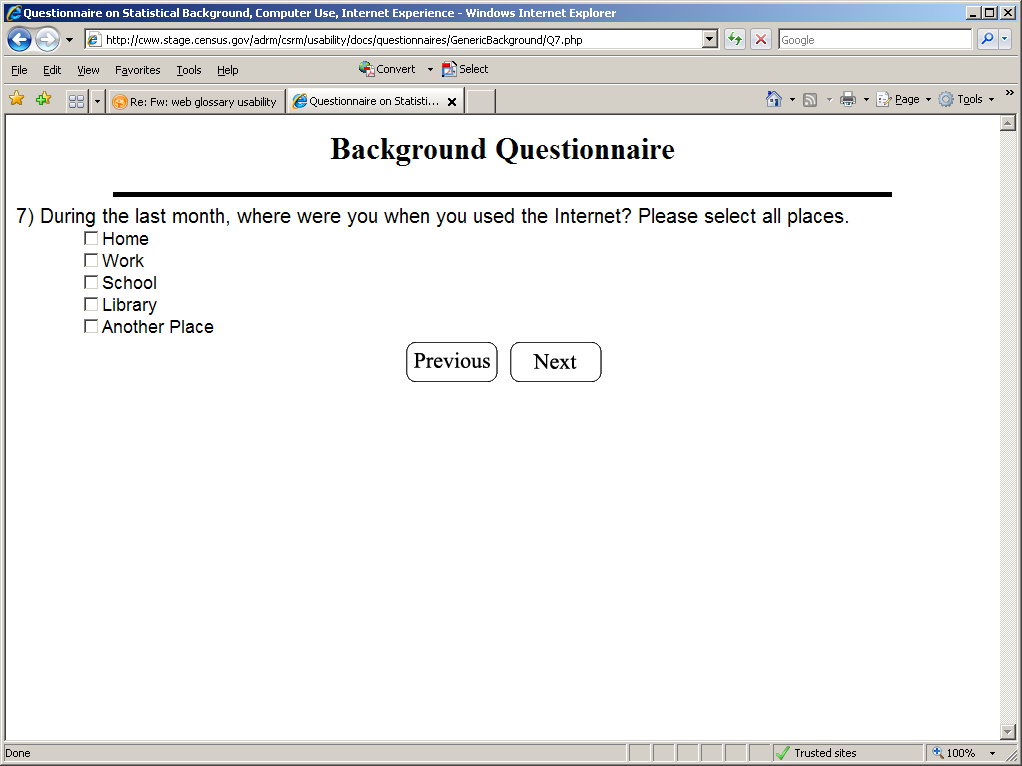 Questionnaire on Statistical Background, Computer Use, Internet Experience - Windows Internet Explorer
http://cww.stage.census.gov/adrm/csrm/usability/docs/questionnaires/GenericBackground/Q7.php Google
File Edit View Favorites Tools Help Convert Select
Re: Fw: web glossary usability Questionnaire on Statisti... Page Tools »
Background Questionnaire
7) During the last month, where were you when you used the Internet? Please select all places.
Home
Work
School
Library
Another Place
Previous Next
Done Trusted sites 100%